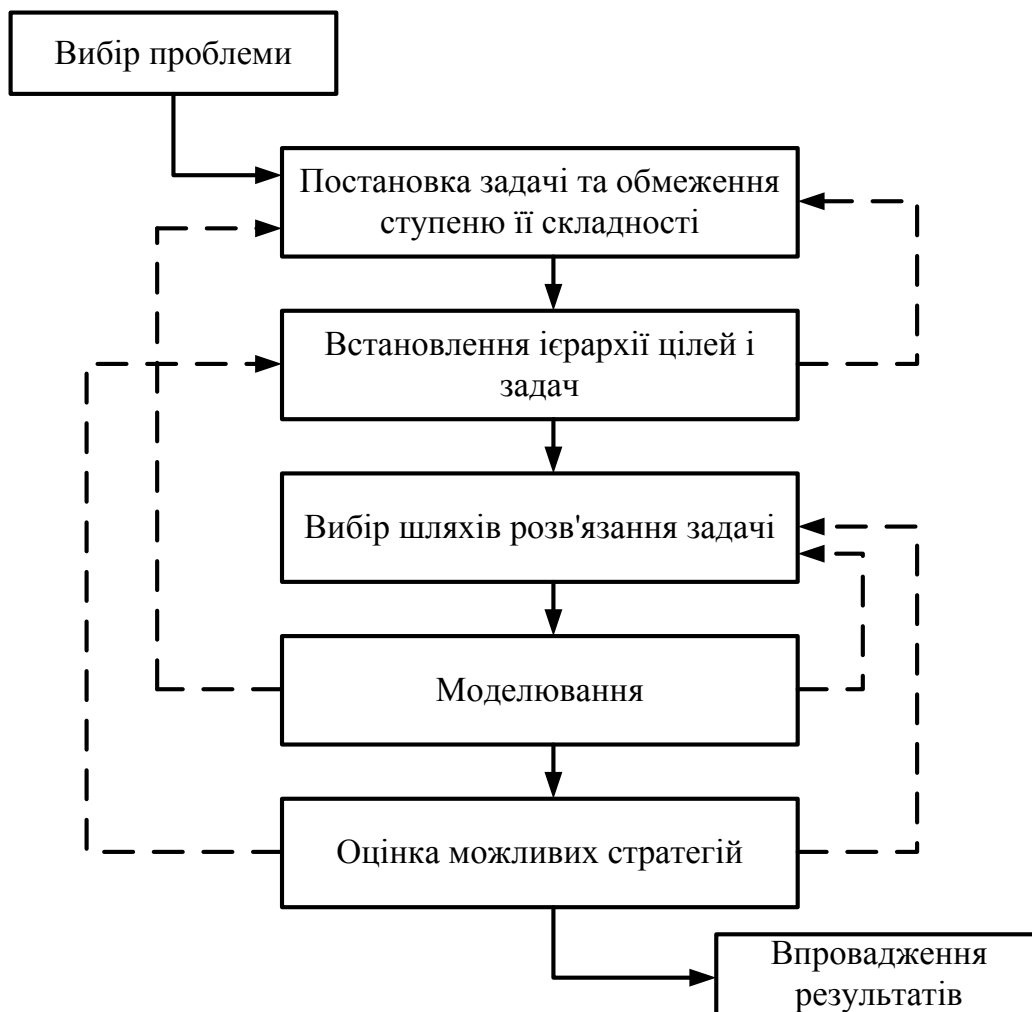 Вибір проблеми
Постановка задачі та обмеження
ступеню її складності
Встановлення ієрархії цілей і
задач
Вибір шляхів розв'язання задачі
Моделювання
Оцінка можливих стратегій
Впровадження
результатів